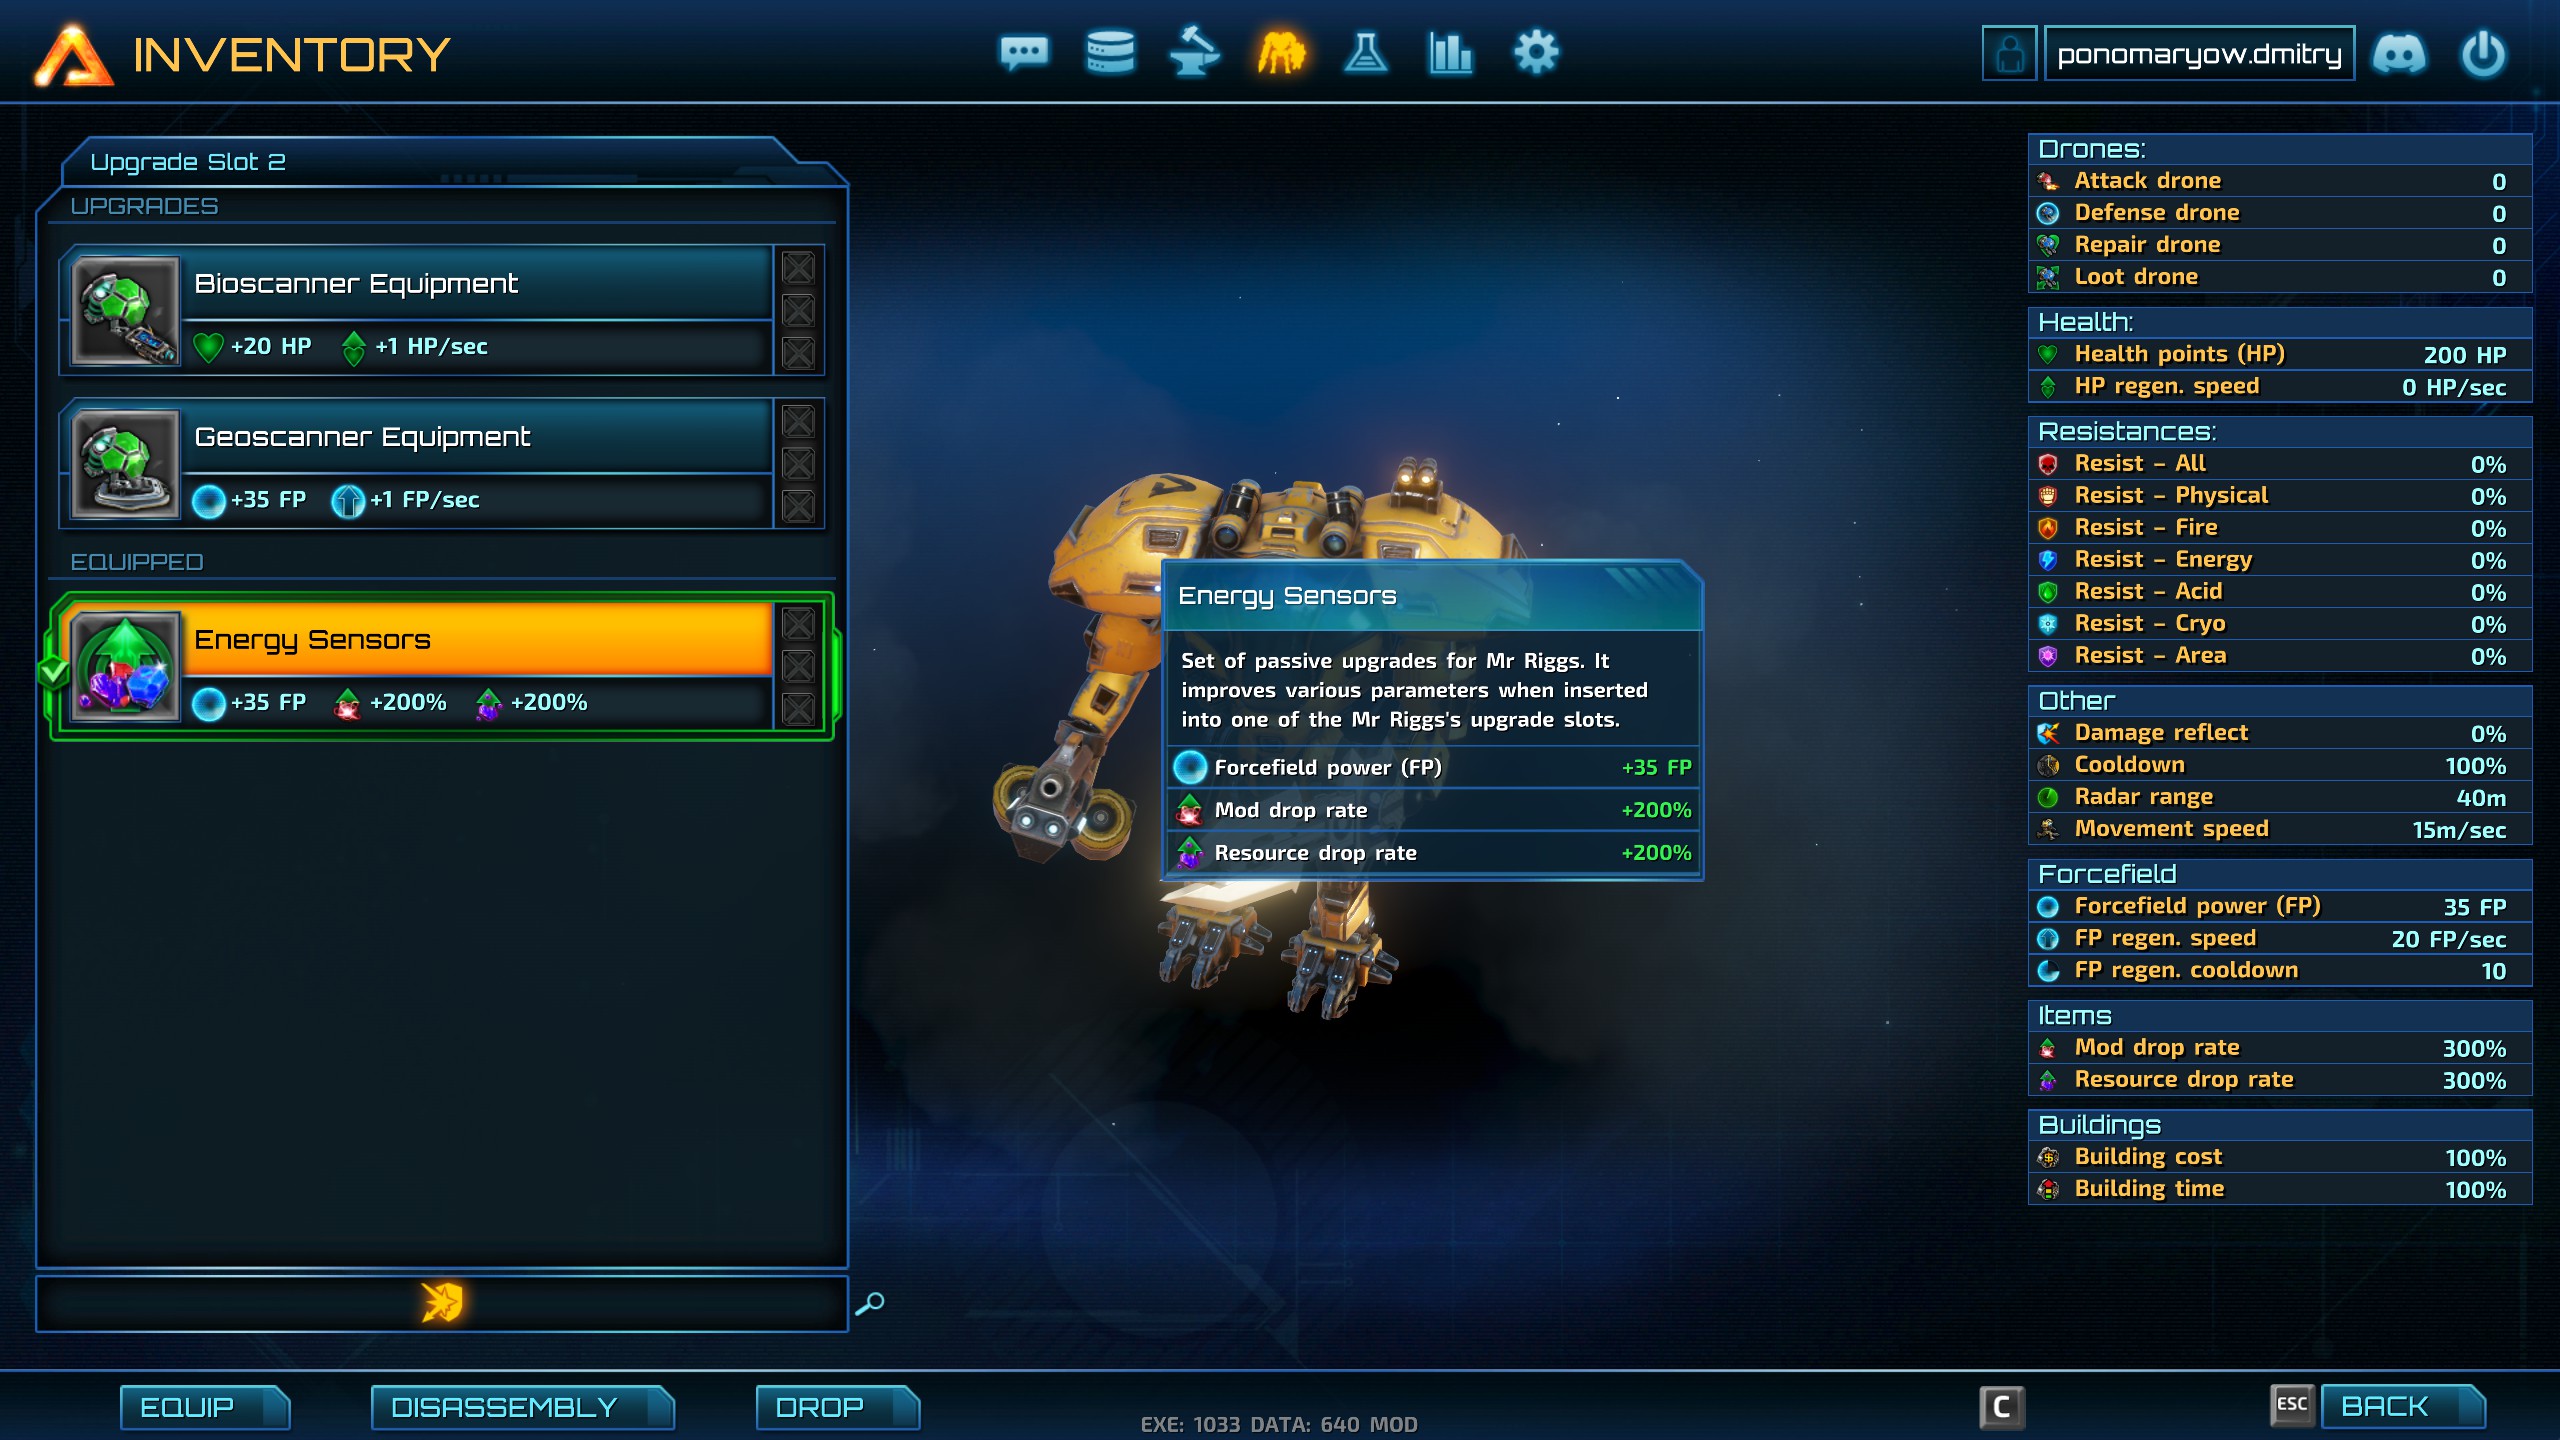 INVENTORY
ponomaryow.dmitry
Upgrade Slot 2
UPGRADES
Bioscanner Equipment
+20 HP +1 HP/sec
Geoscanner Equipment
+35 FP +1 FP/sec
EQUIPPED
Energy Sensors
+35 FP +200% +200%
Energy Sensors
Set of passive upgrades for Mr Riggs. It
improves various parameters when inserted
into one of the Mr Riggs's upgrade slots.
Forcefield power (FP) +35 FP
Mod drop rate +200%
Resource drop rate +200%
Drones:
Attack drone 0
Defense drone 0
Repair drone 0
Loot drone 0
Health:
Health points (HP) 200 HP
HP regen. speed 0 HP/sec
Resistances:
Resist - All 0%
Resist - Physical 0%
Resist - Fire 0%
Resist - Energy 0%
Resist - Acid 0%
Resist - Cryo 0%
Resist - Area 0%
Other
Damage reflect 0%
Cooldown 100%
Radar range 40m
Movement speed 15m/sec
Forcefield
Forcefield power (FP) 35 FP
FP regen. speed 20 FP/sec
FP regen. cooldown 10
Items
Mod drop rate 300%
Resource drop rate 300%
Buildings
Building cost 100%
Building time 100%
EQUIP
DISASSEMBLY
DROP
EXE: 1033 DATA: 640 MOD
C
ESC
BACK